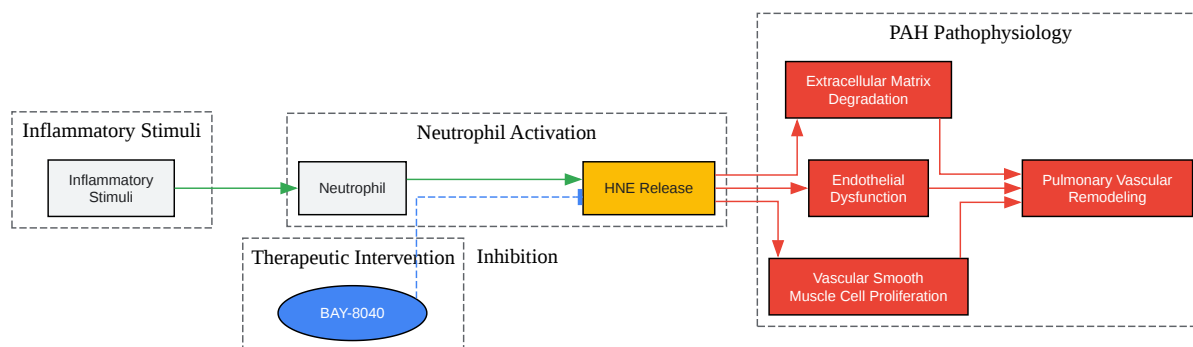 Inflammatory Stimuli
Inflammatory
Stimuli
Neutrophil Activation
Neutrophil
HNE Release
Therapeutic Intervention
Inhibition
BAY-8040
PAH Pathophysiology
Extracellular Matrix
Degradation
Endothelial
Dysfunction
Vascular Smooth
Muscle Cell Proliferation
Pulmonary Vascular
Remodeling